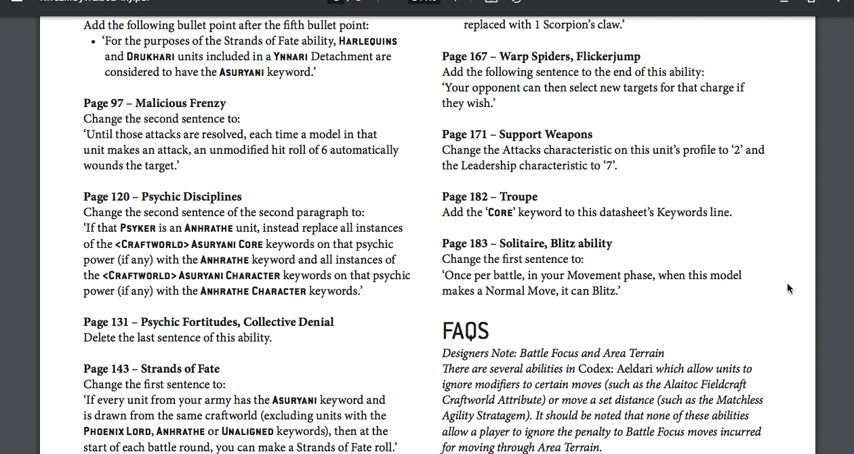 Add the following bullet point after the fifth bullet point:
• ‘For the purposes of the Strands of Fate ability, HARLEQUINS
and DRUKHARI units included in a YNNARI Detachment are
considered to have the ASURYANI keyword.’
Page 97 – Malicious Frenzy
Change the second sentence to:
‘Until those attacks are resolved, each time a model in that
unit makes an attack, an unmodified hit roll of 6 automatically
wounds the target.’
Page 120 – Psychic Disciplines
Change the second sentence of the second paragraph to:
‘If that PSYKER is an ANHRATHE unit, instead replace all instances
of the <CRAFTWORLD> ASURYANI CORE keywords on that psychic
power (if any) with the ANHRATHE keyword and all instances of
the <CRAFTWORLD> ASURYANI CHARACTER keywords on that psychic
power (if any) with the ANHRATHE CHARACTER keywords.’
Page 131 – Psychic Fortitudes, Collective Denial
Delete the last sentence of this ability.
Page 143 – Strands of Fate
Change the first sentence to:
‘If every unit from your army has the ASURYANI keyword and
is drawn from the same craftworld (excluding units with the
PHOENIX LORD, ANHRATHE or UNALIGNED keywords), then at the
start of each battle round, you can make a Strands of Fate roll.’
replaced with 1 Scorpion’s claw.’
Page 167 – Warp Spiders, Flickerjump
Add the following sentence to the end of this ability:
‘Your opponent can then select new targets for that charge if
they wish.’
Page 171 – Support Weapons
Change the Attacks characteristic on this unit’s profile to ‘2’ and
the Leadership characteristic to ‘7’.
Page 182 – Troupe
Add the ‘CORE’ keyword to this datasheet’s Keywords line.
Page 183 – Solitaire, Blitz ability
Change the first sentence to:
‘Once per battle, in your Movement phase, when this model
makes a Normal Move, it can Blitz.’
FAQS
Designers Note: Battle Focus and Area Terrain
There are several abilities in Codex: Aeldari which allow units to
ignore modifiers to certain moves (such as the Alaitoc Fieldcraft
Craftworld Attribute) or move a set distance (such as the Matchless
Agility Stratagem). It should be noted that none of these abilities
allow a player to ignore the penalty to Battle Focus moves incurred
for moving through Area Terrain.